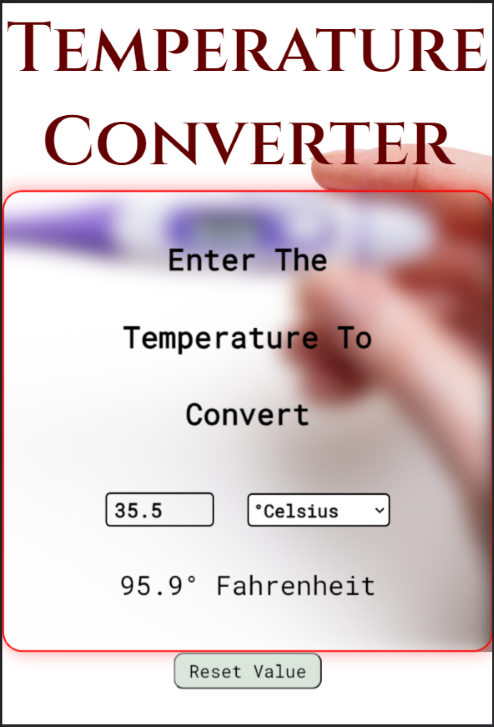 Temperature
Converter
Enter The
Temperature To
Convert
35.5 °Celsius
95.9° Fahrenheit
Reset Value